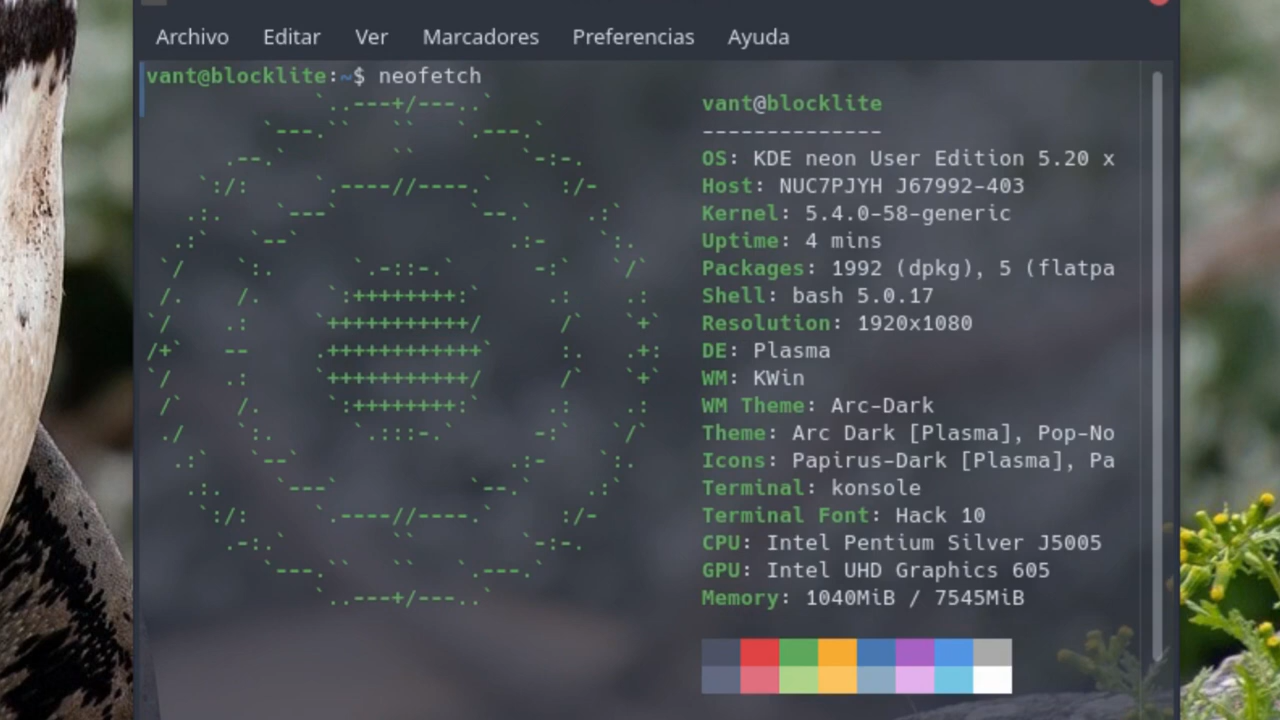 Archivo Editar Ver Marcadores Preferencias Ayuda
vant@blocklite:~$ neofetch
vant@blocklite
--------------
OS: KDE neon User Edition 5.20 x
Host: NUC7PJYH J67992-403
Kernel: 5.4.0-58-generic
Uptime: 4 mins
Packages: 1992 (dpkg), 5 (flatpa
Shell: bash 5.0.17
Resolution: 1920x1080
DE: Plasma
WM: KWin
WM Theme: Arc-Dark
Theme: Arc Dark [Plasma], Pop-No
Icons: Papirus-Dark [Plasma], Pa
Terminal: konsole
Terminal Font: Hack 10
CPU: Intel Pentium Silver J5005
GPU: Intel UHD Graphics 605
Memory: 1040MiB / 7545MiB